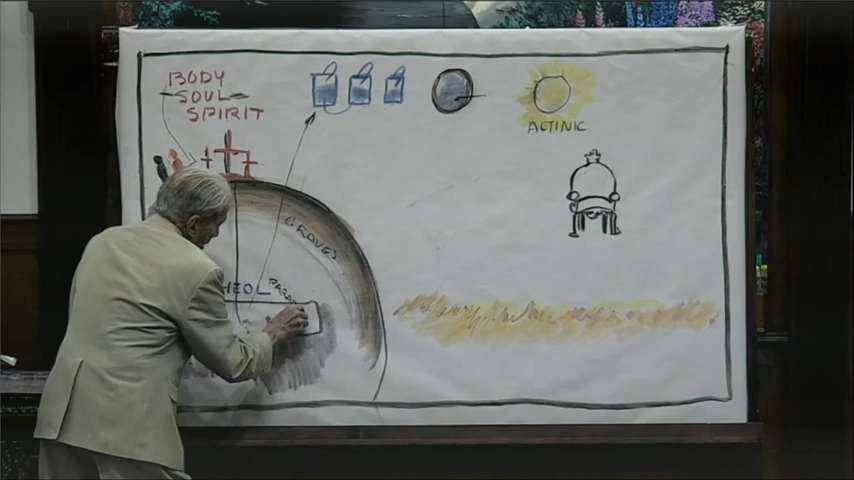 BODY
SOUL
SPIRIT
ACTINIC
GRAVES
HEOL PARA